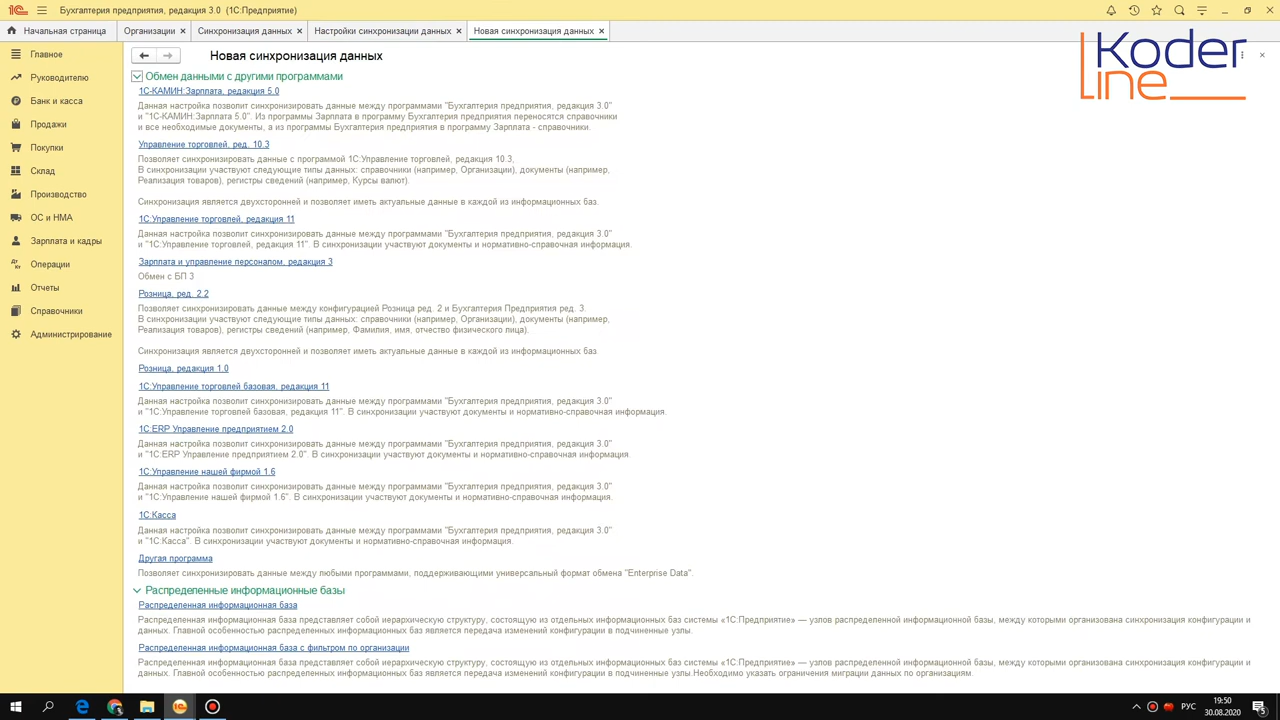 1С Бухгалтерия предприятия, редакция 3.0 (1С:Предприятие)
Начальная страница
Организации
Синхронизация данных
Настройки синхронизации данных
Новая синхронизация данных
Koder
line
Новая синхронизация данных
Главное
Руководителю
Банк и касса
Продажи
Покупки
Склад
Производство
ОС и НМА
Зарплата и кадры
Дт
Кт
Операции
Отчеты
Справочники
Администрирование
Обмен данными с другими программами
1С-КАМИН:Зарплата, редакция 5.0
Данная настройка позволит синхронизировать данные между программами "Бухгалтерия предприятия, редакция 3.0"
и "1С-КАМИН:Зарплата 5.0". Из программы Зарплата в программу Бухгалтерия предприятия переносятся справочники
и все необходимые документы, а из программы Бухгалтерия предприятия в программу Зарплата - справочники.
Управление торговлей, ред. 10.3
Позволяет синхронизировать данные с программой 1С:Управление торговлей, редакция 10.3,
В синхронизации участвуют следующие типы данных: справочники (например, Организации), документы (например,
Реализация товаров), регистры сведений (например, Курсы валют).
Синхронизация является двухсторонней и позволяет иметь актуальные данные в каждой из информационных баз.
1С:Управление торговлей, редакция 11
Данная настройка позволит синхронизировать данные между программами "Бухгалтерия предприятия, редакция 3.0"
и "1С:Управление торговлей, редакция 11". В синхронизации участвуют документы и нормативно-справочная информация.
Зарплата и управление персоналом, редакция 3
Обмен с БП 3
Розница, ред. 2.2
Позволяет синхронизировать данные между конфигурацией Розница ред. 2 и Бухгалтерия Предприятия ред. 3.
В синхронизации участвуют следующие типы данных: справочники (например, Организации), документы (например,
Реализация товаров), регистры сведений (например, Фамилия, имя, отчество физического лица).
Синхронизация является двухсторонней и позволяет иметь актуальные данные в каждой из информационных баз
Розница, редакция 1.0
1С:Управление торговлей базовая, редакция 11
Данная настройка позволит синхронизировать данные между программами "Бухгалтерия предприятия, редакция 3.0"
и "1С:Управление торговлей базовая, редакция 11". В синхронизации участвуют документы и нормативно-справочная информация.
1С:ERP Управление предприятием 2.0
Данная настройка позволит синхронизировать данные между программами "Бухгалтерия предприятия, редакция 3.0"
и "1С:ERP Управление предприятием 2.0". В синхронизации участвуют документы и нормативно-справочная информация
1С:Управление нашей фирмой 1.6
Данная настройка позволит синхронизировать данные между программами "Бухгалтерия предприятия, редакция 3.0"
и "1С:Управление нашей фирмой 1.6". В синхронизации участвуют документы и нормативно-справочная информация.
1С:Касса
Данная настройка позволит синхронизировать данные между программами "Бухгалтерия предприятия, редакция 3.0"
и "1С:Касса". В синхронизации участвуют документы и нормативно-справочная информация.
Другая программа
Позволяет синхронизировать данные между любыми программами, поддерживающими универсальный формат обмена "Enterprise Data".
Распределенные информационные базы
Распределенная информационная база
Распределенная информационная база представляет собой иерархическую структуру, состоящую из отдельных информационных баз системы «1С:Предприятие» — узлов распределенной информационной базы, между которыми организована синхронизация конфигурации и
данных. Главной особенностью распределенных информационных баз является передача изменений конфигурации в подчиненные узлы.
Распределенная информационная база с фильтром по организации
Распределенная информационная база представляет собой иерархическую структуру, состоящую из отдельных информационных баз системы «1С:Предприятие» — узлов распределенной информационной базы, между которыми организована синхронизация конфигурации и
данных. Главной особенностью распределенных информационных баз является передача изменений конфигурации в подчиненные узлы.Необходимо указать ограничения миграции данных по организациям.
1С
РУС
19:50
30.08.2020
5